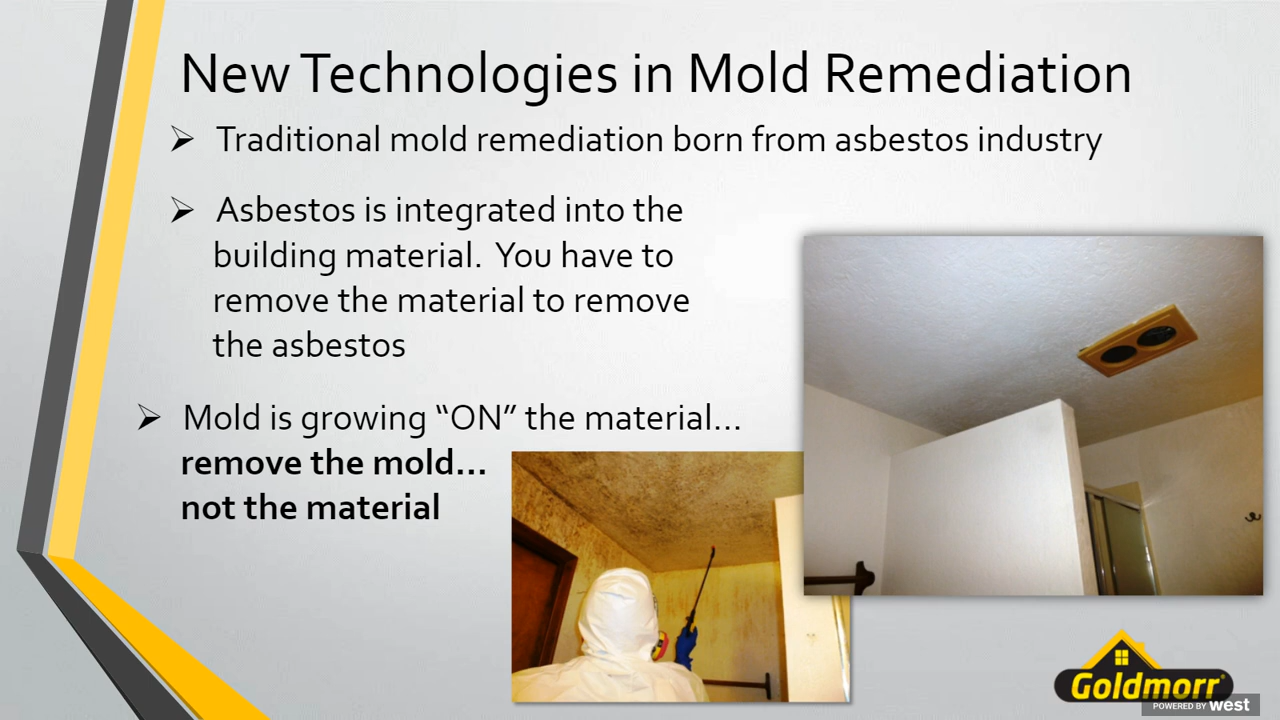 New Technologies in Mold Remediation
Traditional mold remediation born from asbestos industry
Asbestos is integrated into the
building material. You have to
remove the material to remove
the asbestos
Mold is growing “ON” the material...
remove the mold...
not the material
Goldmorr®
POWERED BY west